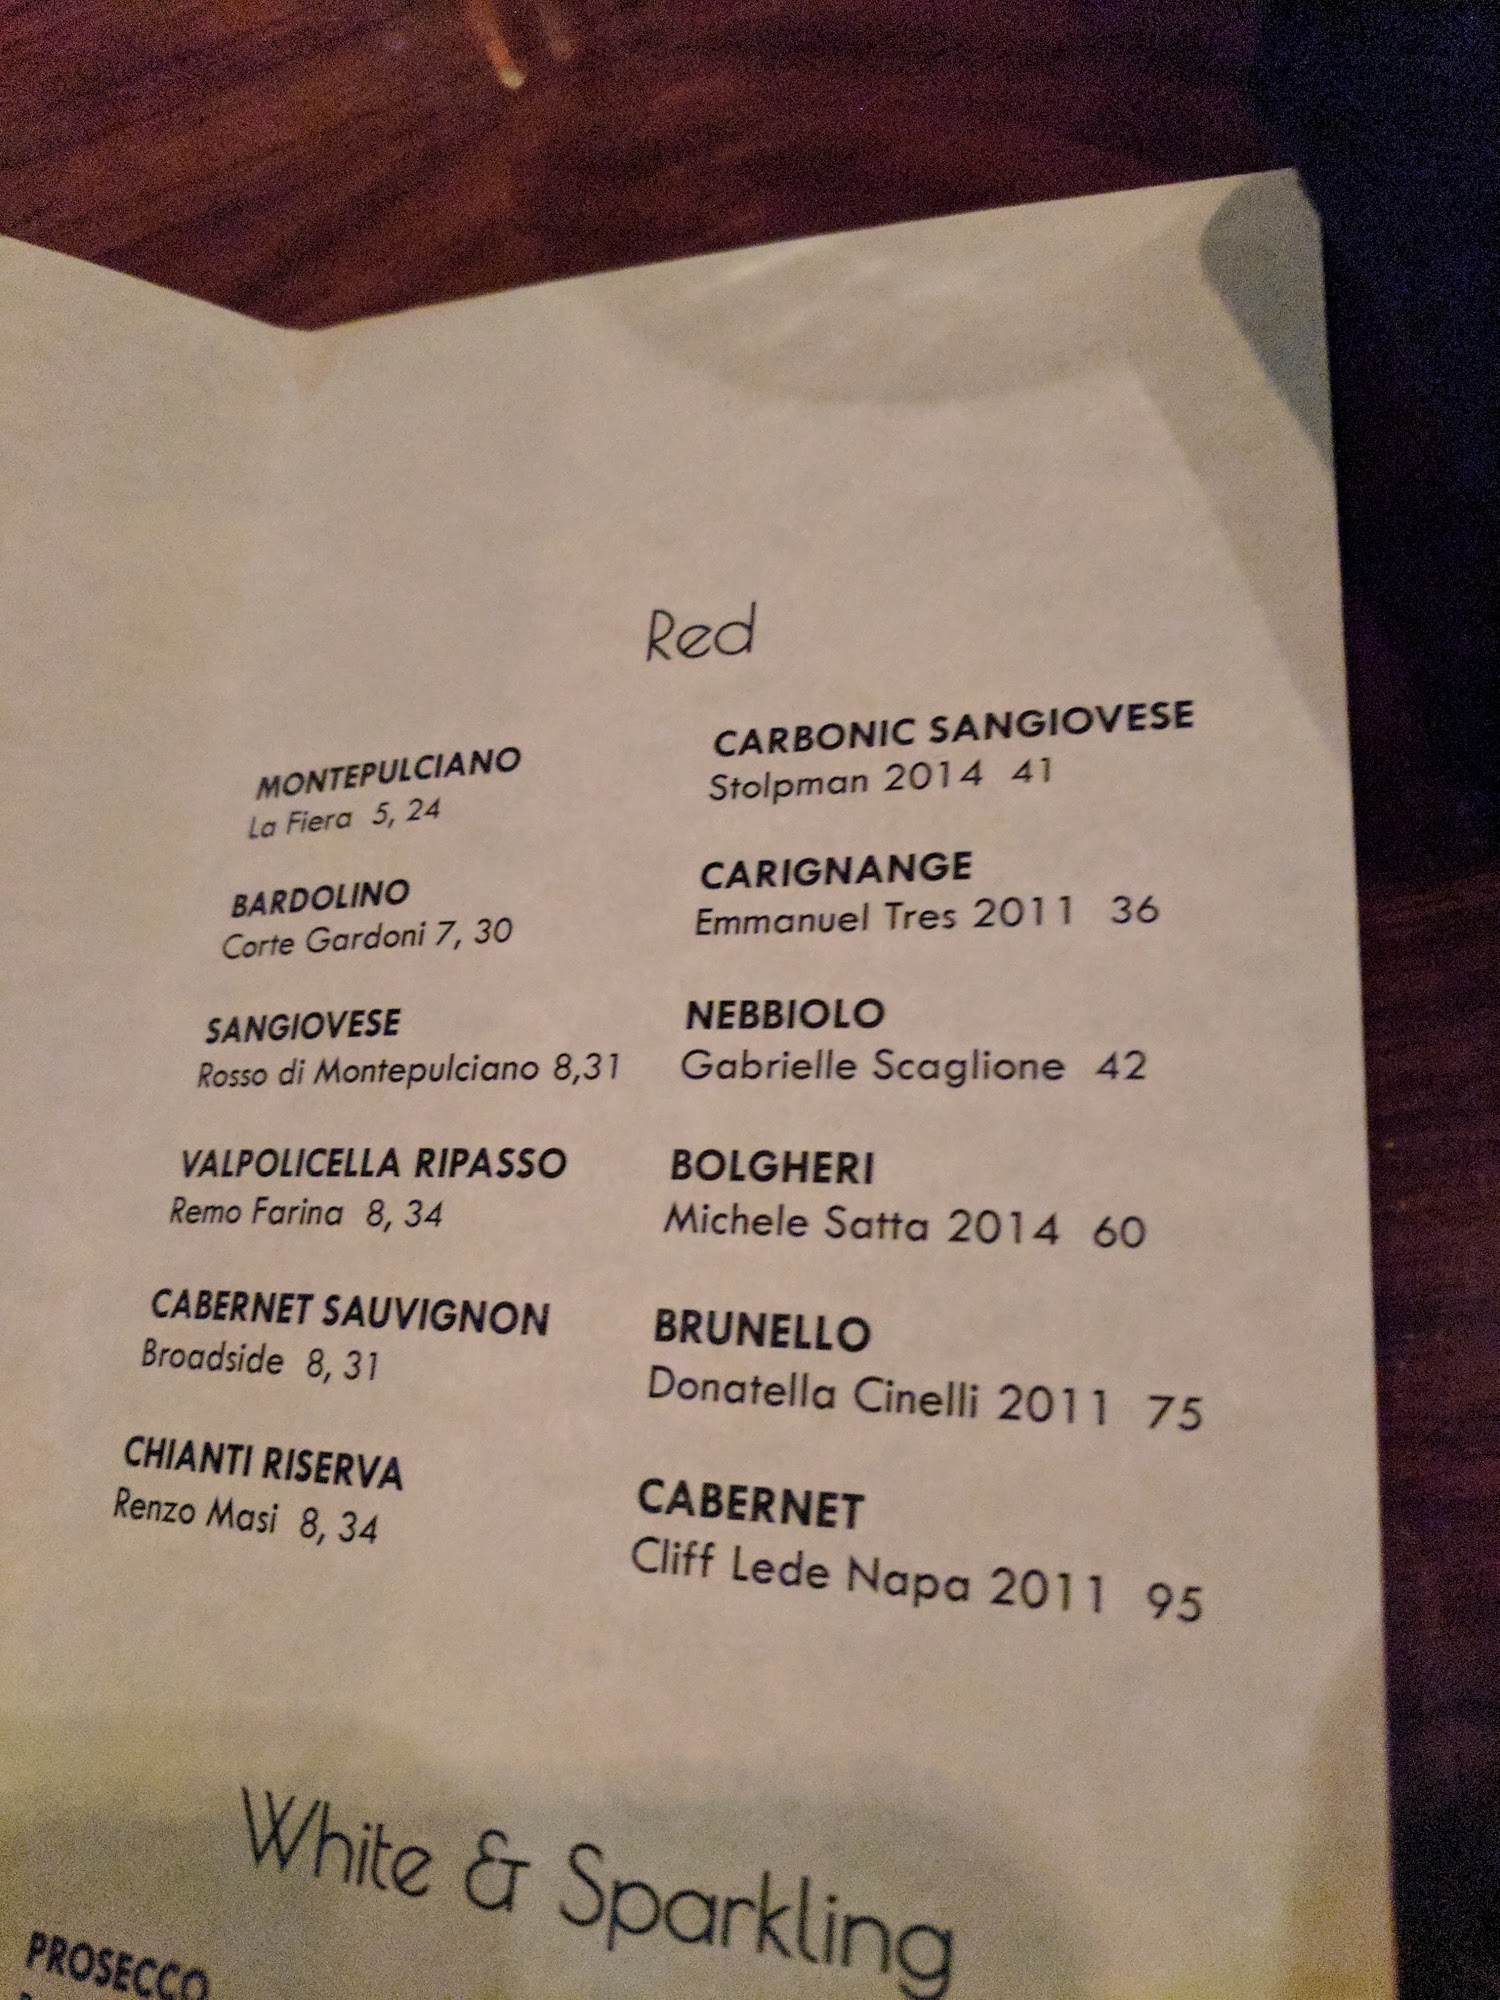 Red
MONTEPULCIANO
La Fiera 5, 24
BARDOLINO
Corte Gardoni 7, 30
SANGIOVESE
Rosso di Montepulciano 8,31
VALPOLICELLA RIPASSO
Remo Farina 8, 34
CABERNET SAUVIGNON
Broadside 8, 31
CHIANTI RISERVA
Renzo Masi 8, 34
CARBONIC SANGIOVESE
Stolpman 2014 41
CARIGNANGE
Emmanuel Tres 2011 36
NEBBIOLO
Gabrielle Scaglione 42
BOLGHERI
Michele Satta 2014 60
BRUNELLO
Donatella Cinelli 2011 75
CABERNET
Cliff Lede Napa 2011 95
White & Sparkling
PROSECCO